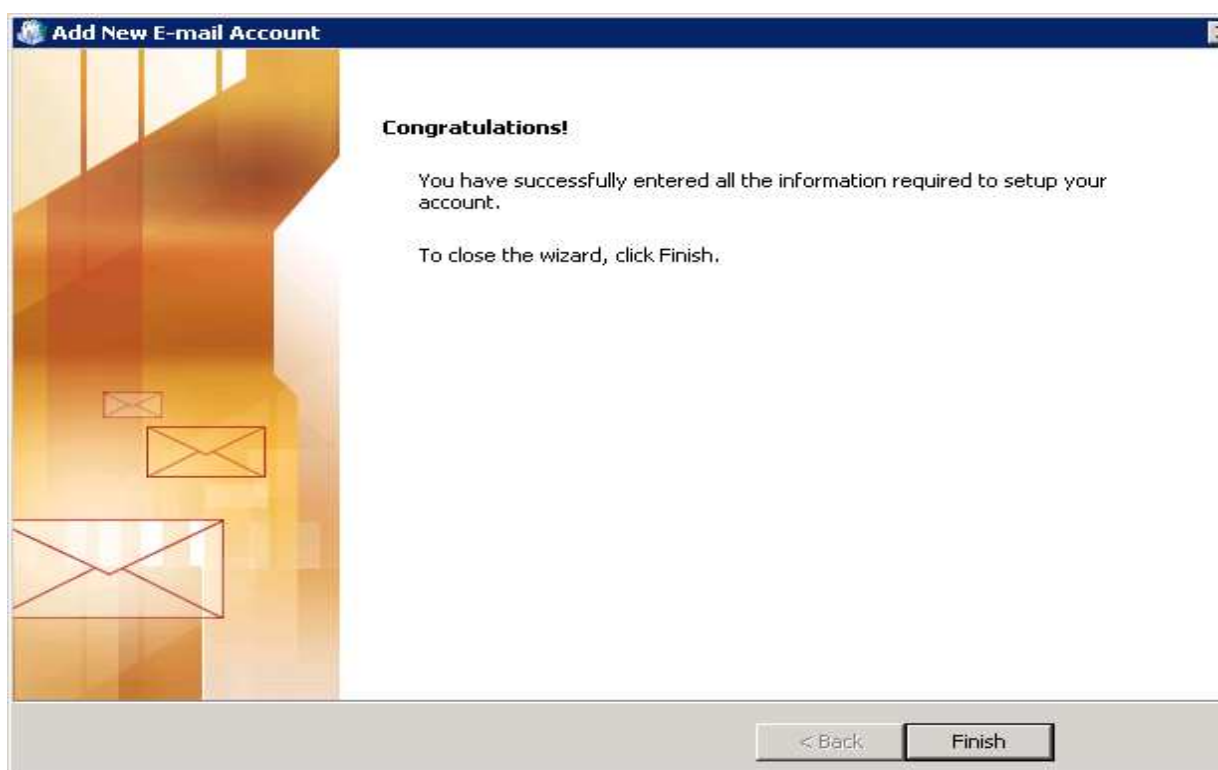 Add New E-mail Account
Congratulations!
You have successfully entered all the information required to setup your
account.
To close the wizard, click Finish.
< Back
Finish